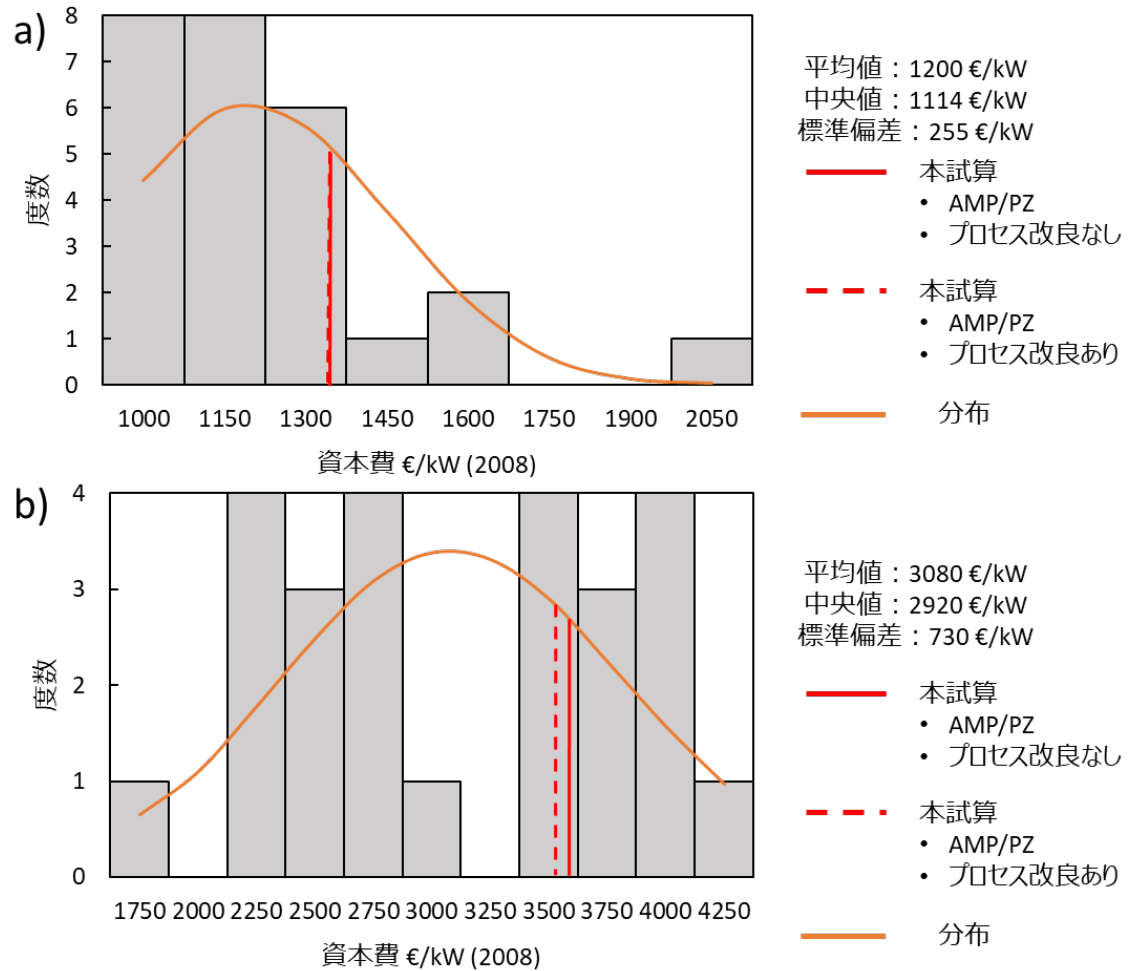 a)
8
7
6
5
4
3
2
1
0
度数
1000 1150 1300 1450 1600 1750 1900 2050
資本費 €/kW (2008)
平均値：1200 €/kW
中央値：1114 €/kW
標準偏差：255 €/kW
本試算
• AMP/PZ
• プロセス改良なし
本試算
• AMP/PZ
• プロセス改良あり
分布
b)
4
3
2
1
0
度数
1750 2000 2250 2500 2750 3000 3250 3500 3750 4000 4250
資本費 €/kW (2008)
平均値：3080 €/kW
中央値：2920 €/kW
標準偏差：730 €/kW
本試算
• AMP/PZ
• プロセス改良なし
本試算
• AMP/PZ
• プロセス改良あり
分布